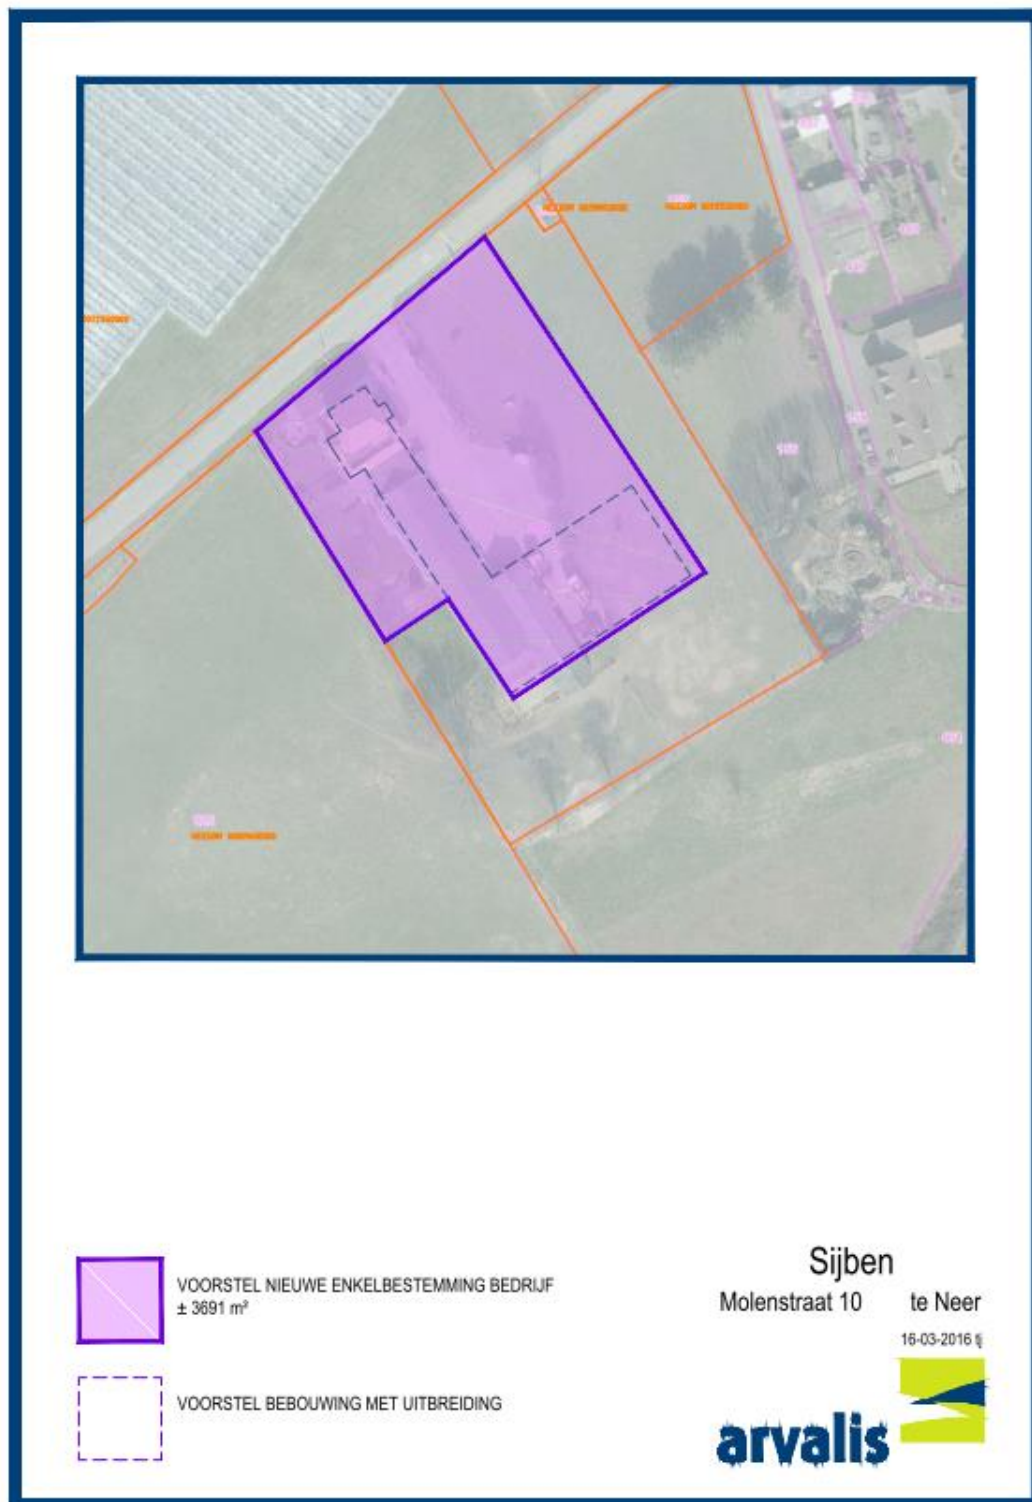 VOORSTEL NIEUWE ENKELBESTEMMING BEDRIJF
± 3691 m²
VOORSTEL BEBOUWING MET UITBREIDING
Sijben
Molenstraat 10 te Neer
16-03-2016 tj
arvalis